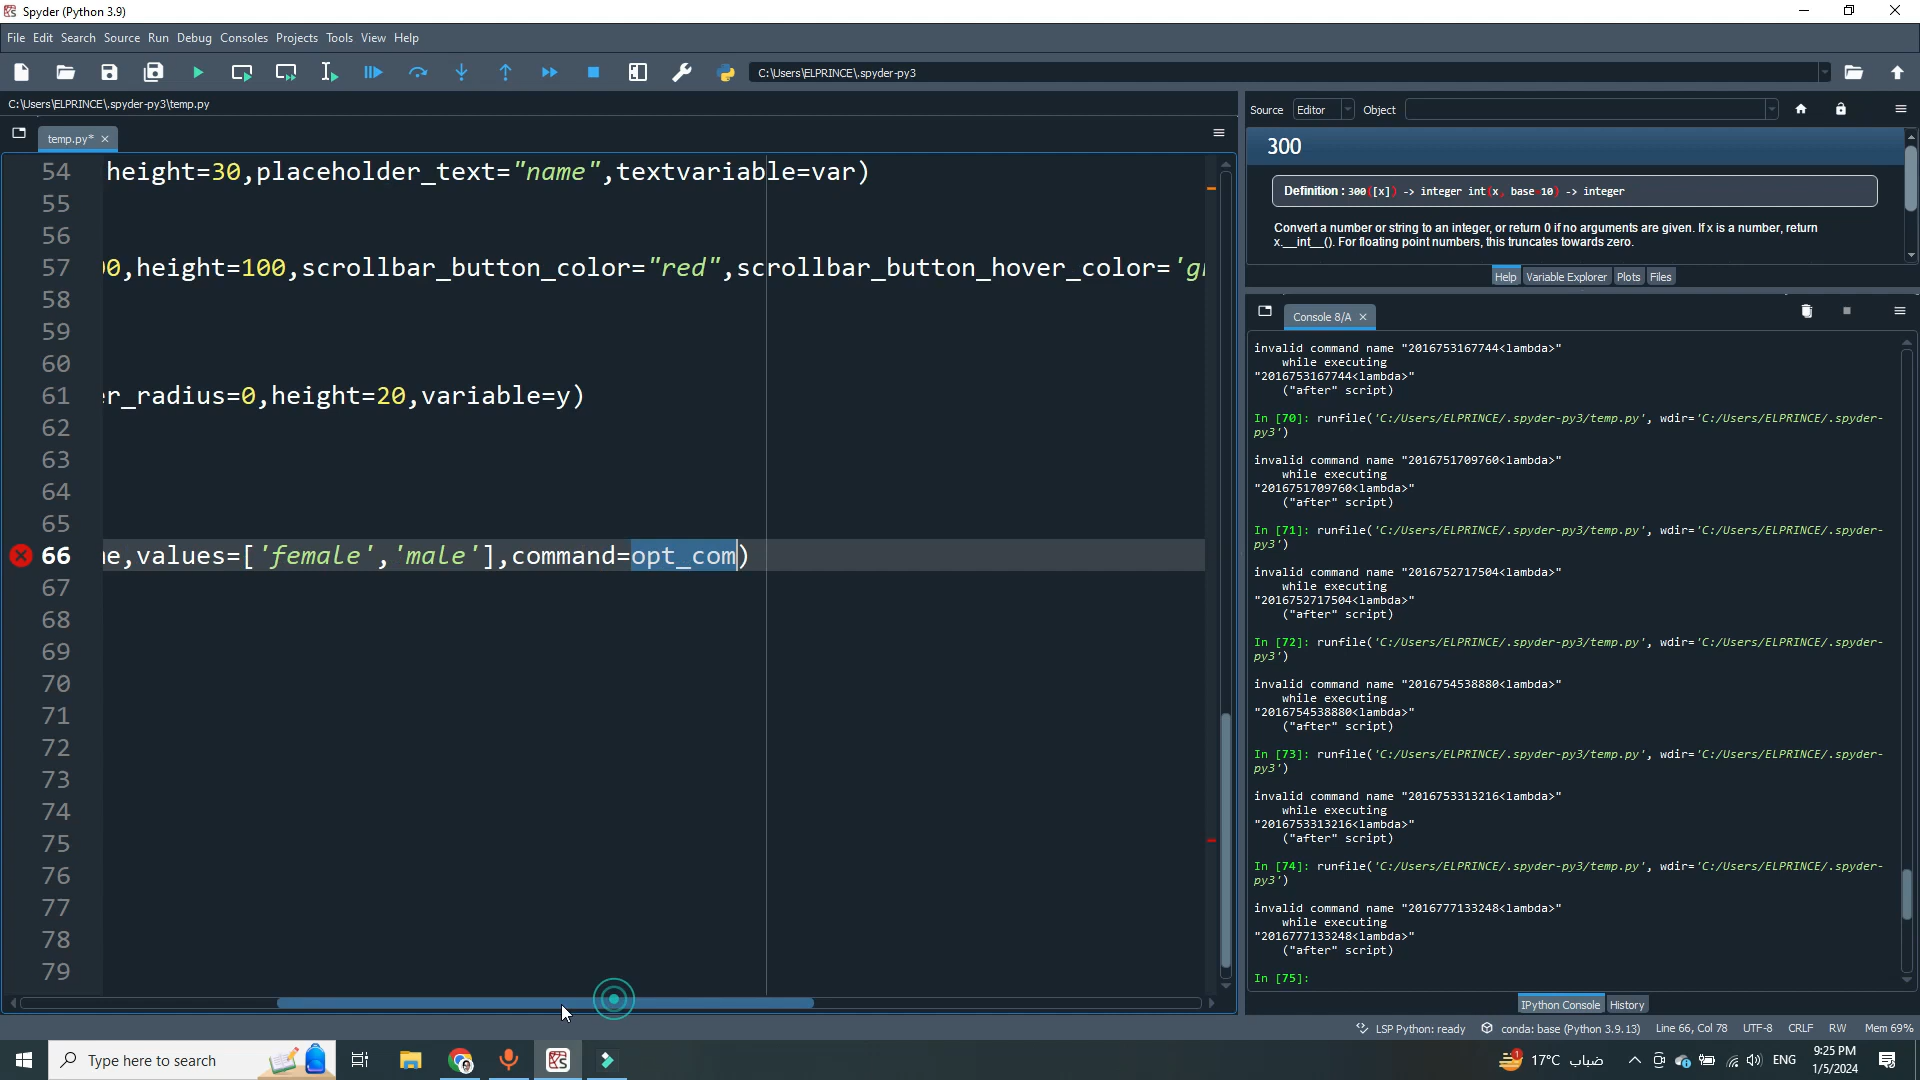 Spyder (Python 3.9)
File Edit Search Source Run Debug Consoles Projects Tools View Help
C:\Users\ELPRINCE\.spyder-py3
C:\Users\ELPRINCE\.spyder-py3\temp.py
temp.py*
54 height=30,placeholder_text="name",textvariable=var)
55
56
57 00,height=100,scrollbar_button_color="red",scrollbar_button_hover_color='gr
58
59
60
61 er_radius=0,height=20,variable=y)
62
63
64
65
66 me,values=['female','male'],command=opt_com)
67
68
69
70
71
72
73
74
75
76
77
78
79
Source Editor Object
300
Definition : 300([x]) -> integer int(x, base=10) -> integer
Convert a number or string to an integer, or return 0 if no arguments are given. If x is a number, return
x.__int__(). For floating point numbers, this truncates towards zero.
Help Variable Explorer Plots Files
Console 8/A
invalid command name "2016753167744<lambda>"
while executing
"2016753167744<lambda>"
("after" script)
In [70]: runfile('C:/Users/ELPRINCE/.spyder-py3/temp.py', wdir='C:/Users/ELPRINCE/.spyder-
py3')
invalid command name "2016751709760<lambda>"
while executing
"2016751709760<lambda>"
("after" script)
In [71]: runfile('C:/Users/ELPRINCE/.spyder-py3/temp.py', wdir='C:/Users/ELPRINCE/.spyder-
py3')
invalid command name "2016752717504<lambda>"
while executing
"2016752717504<lambda>"
("after" script)
In [72]: runfile('C:/Users/ELPRINCE/.spyder-py3/temp.py', wdir='C:/Users/ELPRINCE/.spyder-
py3')
invalid command name "2016754538880<lambda>"
while executing
"2016754538880<lambda>"
("after" script)
In [73]: runfile('C:/Users/ELPRINCE/.spyder-py3/temp.py', wdir='C:/Users/ELPRINCE/.spyder-
py3')
invalid command name "2016753313216<lambda>"
while executing
"2016753313216<lambda>"
("after" script)
In [74]: runfile('C:/Users/ELPRINCE/.spyder-py3/temp.py', wdir='C:/Users/ELPRINCE/.spyder-
py3')
invalid command name "2016777133248<lambda>"
while executing
"2016777133248<lambda>"
("after" script)
In [75]:
IPython Console History
LSP Python: ready conda: base (Python 3.9.13) Line 66, Col 78 UTF-8 CRLF RW Mem 69%
Type here to search
17°C ضباب ENG
9:25 PM
1/5/2024